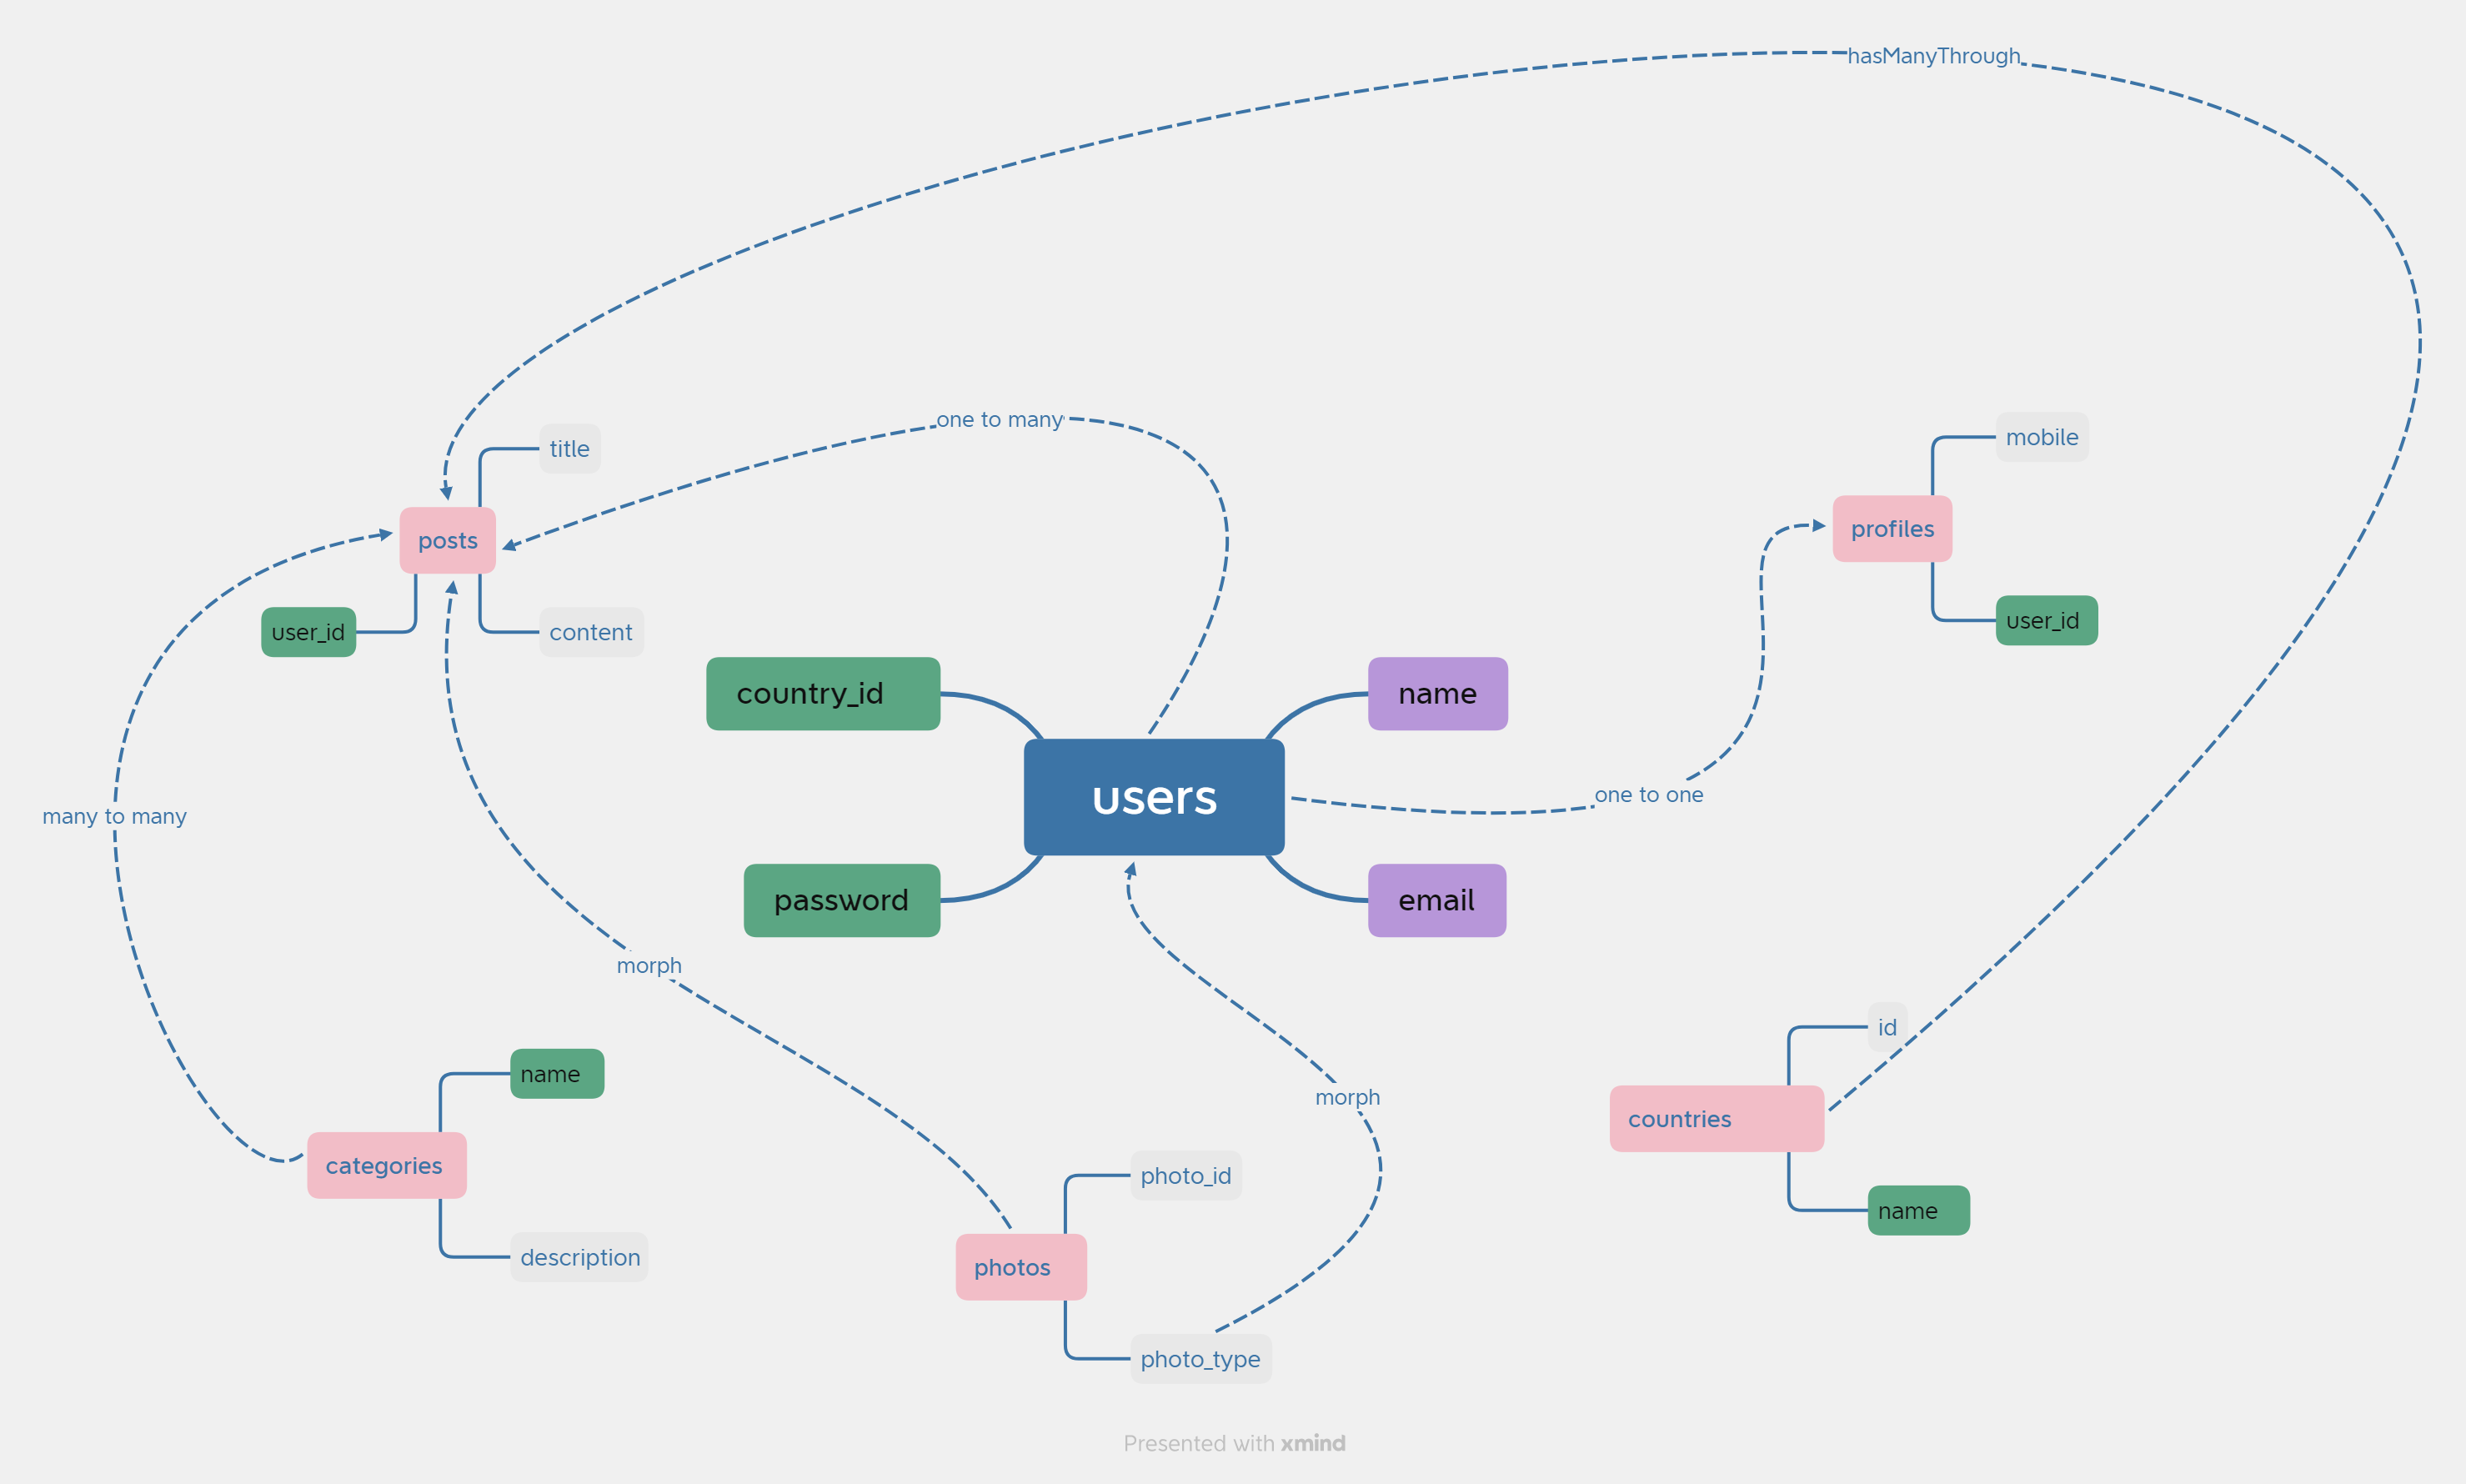 hasManyThrough
one to many
title
posts
user_id
content
mobile
profiles
user_id
country_id
name
users
one to one
password
email
many to many
morph
name
categories
description
morph
photo_id
photos
photo_type
id
countries
name
Presented with xmind